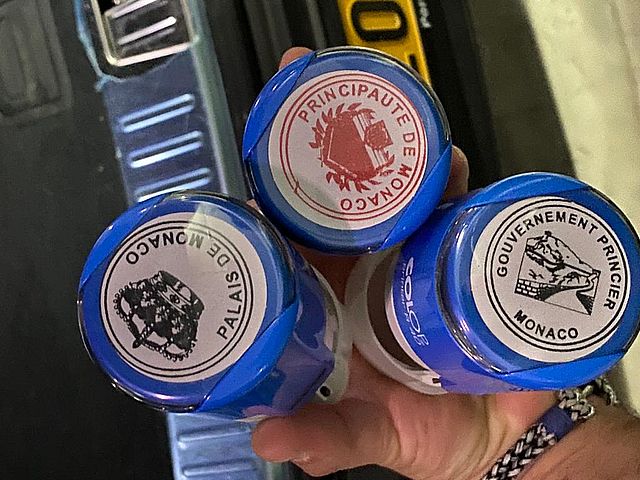 PRINCIPAUTE DE MONACO
PALAIS DE MONACO
GOUVERNEMENT PRINCIER
MONACO
COLOP